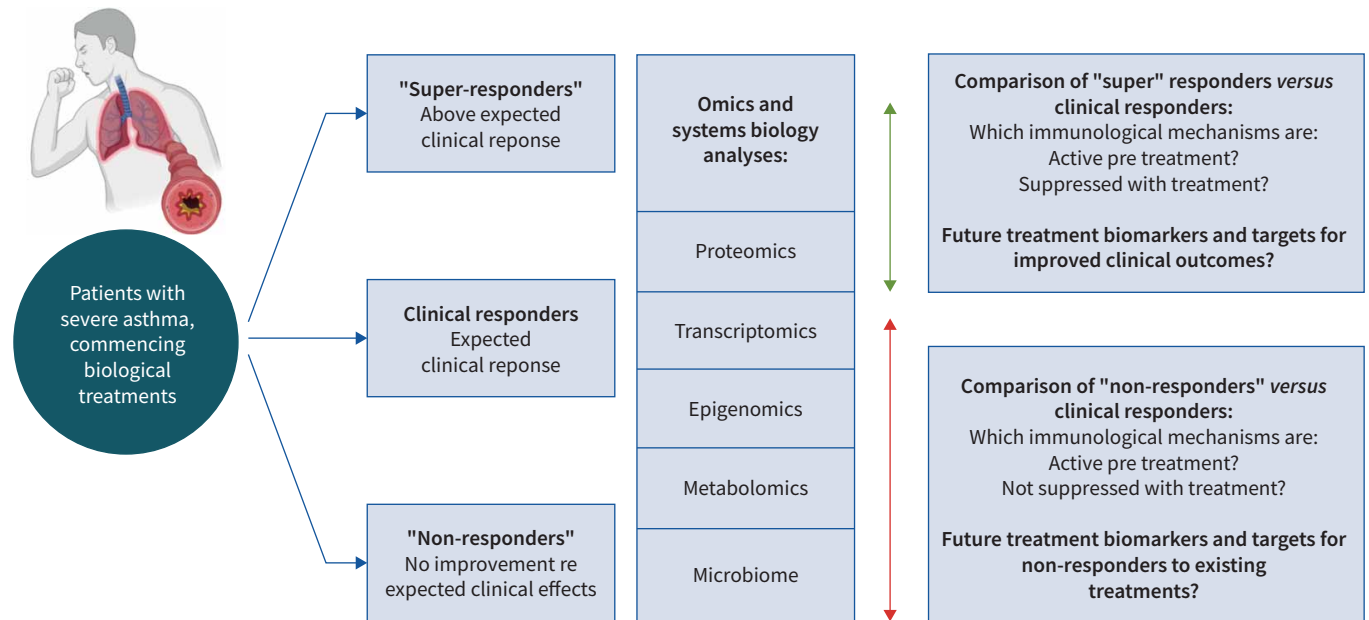 Patients with
severe asthma,
commencing
biological
treatments
"Super-responders"
Above expected
clinical reponse
Clinical responders
Expected
clinical reponse
"Non-responders"
No improvement re
expected clinical effects
Omics and
systems biology
analyses:
Proteomics
Transcriptomics
Epigenomics
Metabolomics
Microbiome
Comparison of "super" responders versus
clinical responders:
Which immunological mechanisms are:
Active pre treatment?
Suppressed with treatment?
Future treatment biomarkers and targets for
improved clinical outcomes?
Comparison of "non-responders" versus
clinical responders:
Which immunological mechanisms are:
Active pre treatment?
Not suppressed with treatment?
Future treatment biomarkers and targets for
non-responders to existing
treatments?